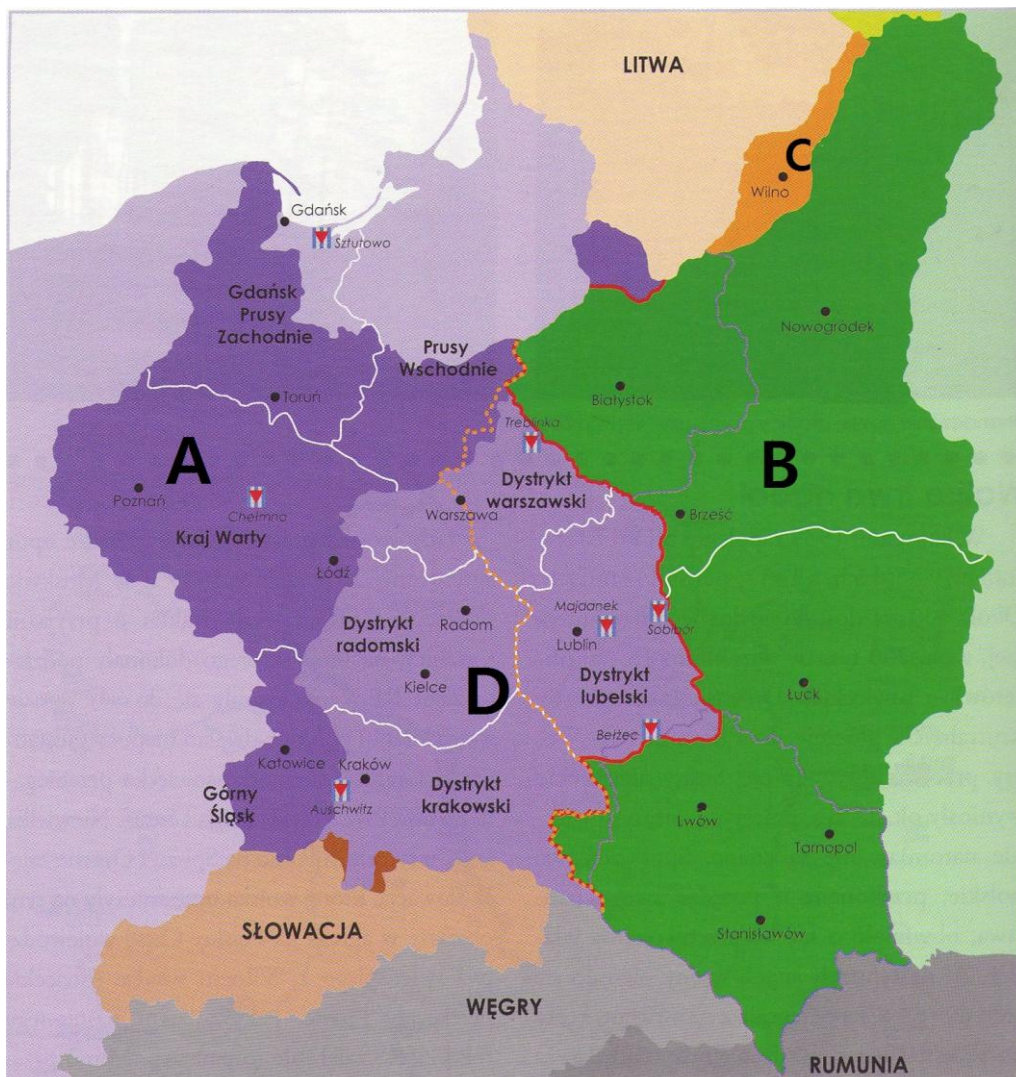 LITWA
C
Wilno
Gdańsk
Sztutowo
Gdańsk
Prusy
Zachodnie
Nowogródek
Prusy
Wschodnie
Toruń
Białystok
Treblinka
A
B
Poznań
Dystrykt
warszawski
Chełmno
Warszawa
Brześć
Kraj Warty
Łódź
Majdanek
Radom
Sobibór
Dystrykt
radomski
Lublin
Kielce
D
Dystrykt
lubelski
Łuck
Bełżec
Katowice
Kraków
Górny
Śląsk
Auschwitz
Dystrykt
krakowski
Lwów
Tarnopol
SŁOWACJA
Stanisławów
WĘGRY
RUMUNIA